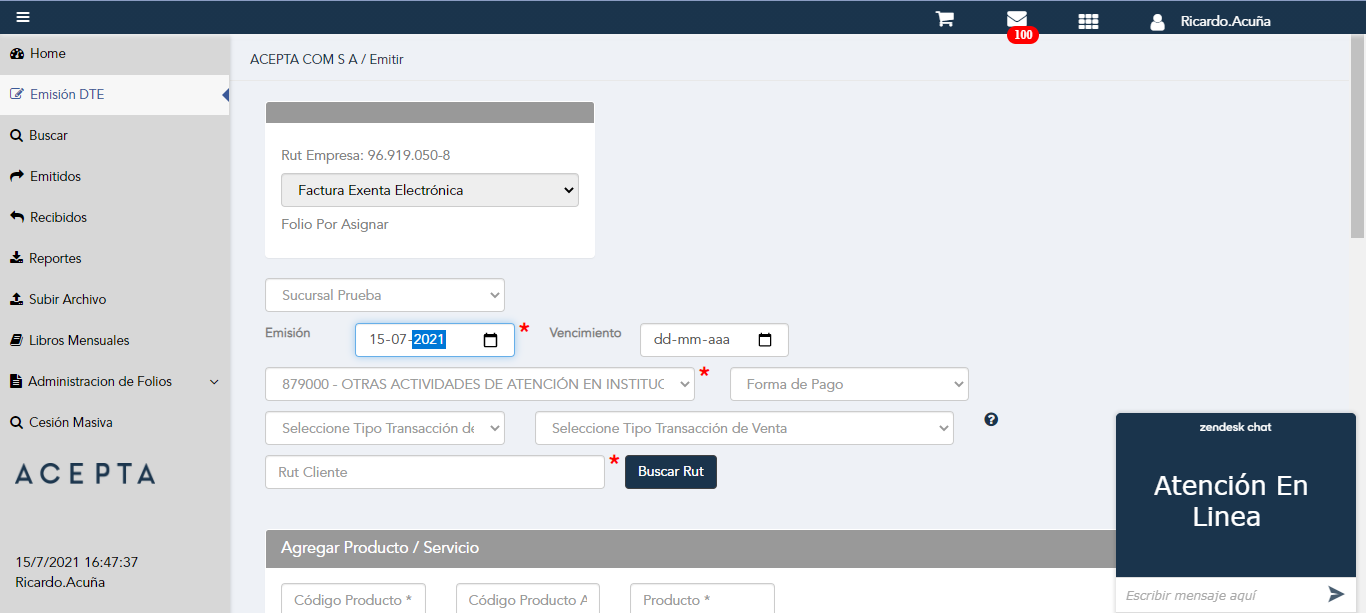 Ricardo.Acuña
100
Home
Emisión DTE
Buscar
Emitidos
Recibidos
Reportes
Subir Archivo
Libros Mensuales
Administracion de Folios
Cesión Masiva
ACEPTA
15/7/2021 16:47:37
Ricardo.Acuña
ACEPTA COM S A / Emitir
Rut Empresa: 96.919.050-8
Factura Exenta Electrónica
Folio Por Asignar
Sucursal Prueba
Emisión 15-07-2021 * Vencimiento dd-mm-aaa
879000 - OTRAS ACTIVIDADES DE ATENCIÓN EN INSTITUC * Forma de Pago
Seleccione Tipo Transacción de Seleccione Tipo Transacción de Venta ?
Rut Cliente * Buscar Rut
Agregar Producto / Servicio
Código Producto * Código Producto A Producto *
zendesk chat
Atención En
Linea
Escribir mensaje aquí